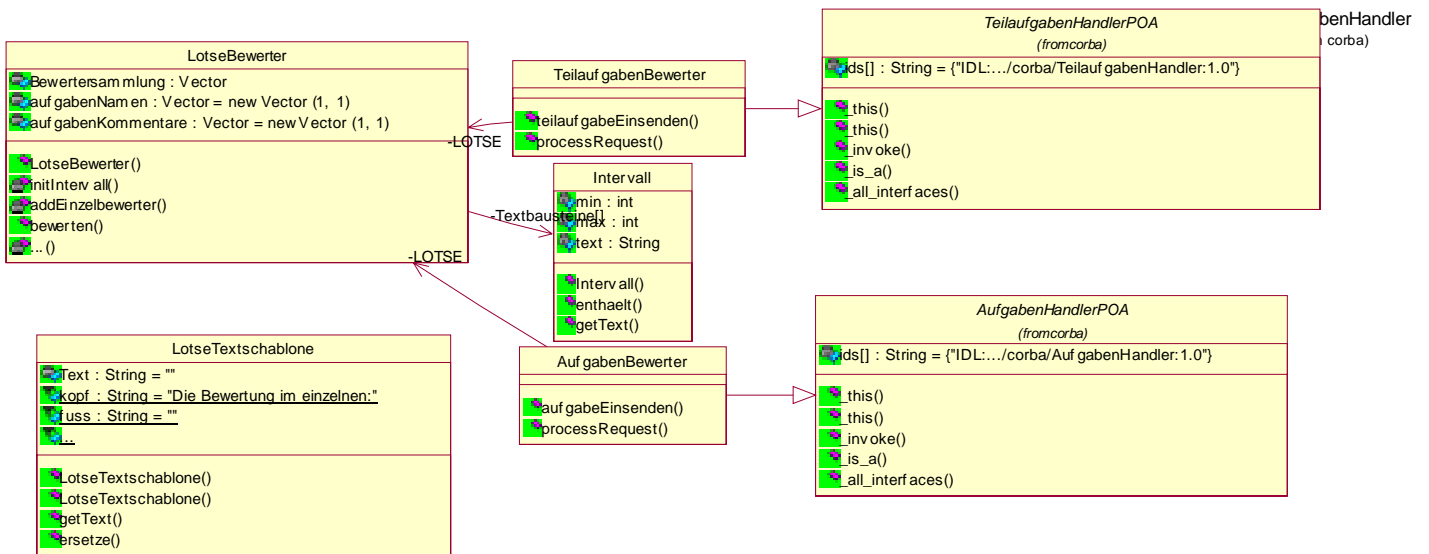 LotseBewerter
Bewertersammlung : Vector
aufgabenNamen : Vector = new Vector (1, 1)
aufgabenKommentare : Vector = new Vector (1, 1)
LotseBewerter()
initIntervall()
addEinzelbewerter()
bewerten()
...()
-LOTSE
TeilaufgabenBewerter
teilaufgabeEinsenden()
processRequest()
TeilaufgabenHandlerPOA
(fromcorba)
ids[] : String = {"IDL:.../corba/TeilaufgabenHandler:1.0"}
_this()
_this()
_invoke()
_is_a()
_all_interfaces()
benHandler
corba)
-Textbausteine[]
Intervall
min : int
max : int
text : String
Intervall()
enthaelt()
getText()
-LOTSE
LotseTextschablone
Text : String = ""
kopf : String = "Die Bewertung im einzelnen:"
fuss : String = ""
...
LotseTextschablone()
LotseTextschablone()
getText()
ersetze()
AufgabenBewerter
aufgabeEinsenden()
processRequest()
AufgabenHandlerPOA
(fromcorba)
ids[] : String = {"IDL:.../corba/AufgabenHandler:1.0"}
_this()
_this()
_invoke()
_is_a()
_all_interfaces()